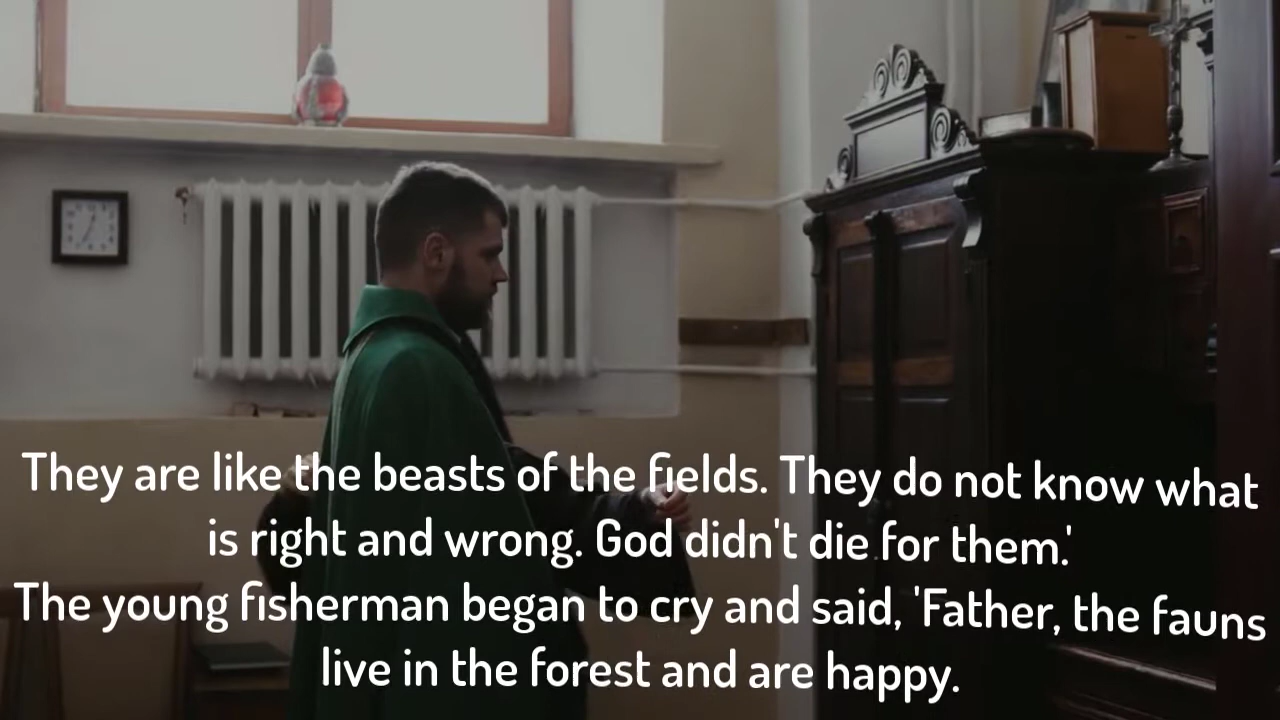 They are like the beasts of the fields. They do not know what
is right and wrong. God didn't die for them.'
The young fisherman began to cry and said, 'Father, the fauns
live in the forest and are happy.